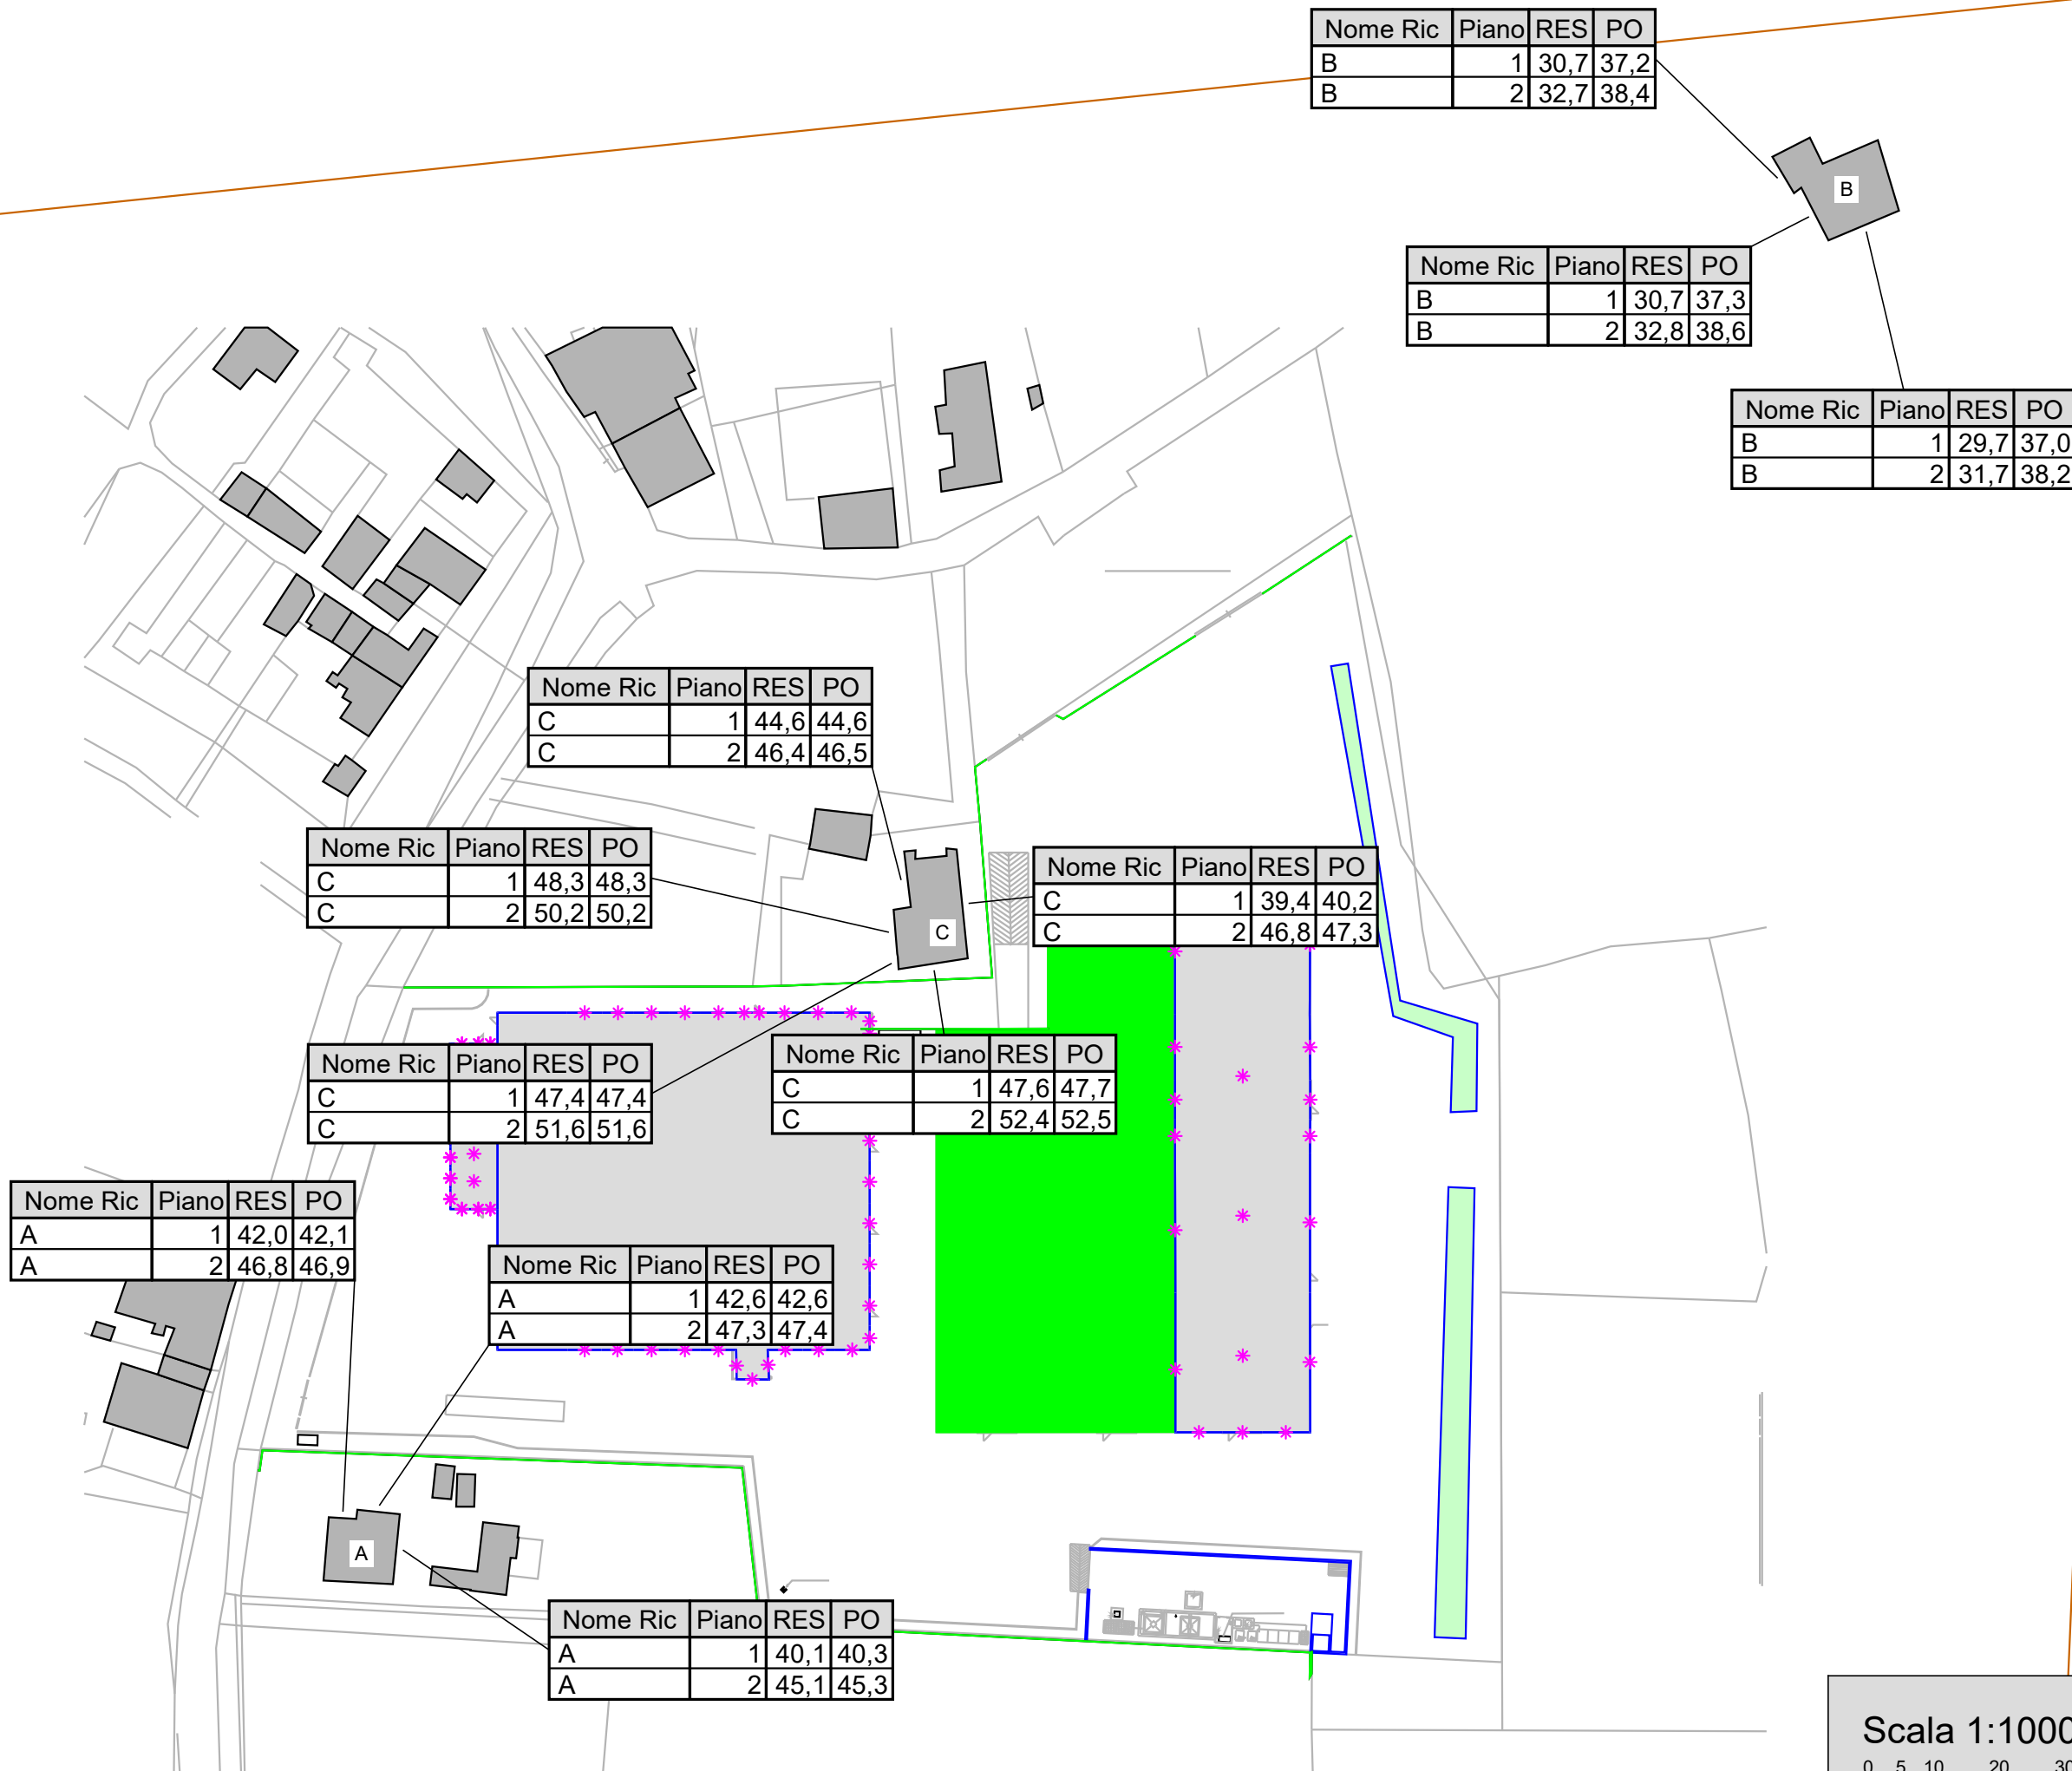 Nome Ric Piano RES PO
B 1 30,7 37,2
B 2 32,7 38,4
B
Nome Ric Piano RES PO
B 1 30,7 37,3
B 2 32,8 38,6
Nome Ric Piano RES PO
B 1 29,7 37,0
B 2 31,7 38,2
Nome Ric Piano RES PO
C 1 44,6 44,6
C 2 46,4 46,5
Nome Ric Piano RES PO
C 1 48,3 48,3
C 2 50,2 50,2
Nome Ric Piano RES PO
C 1 39,4 40,2
C 2 46,8 47,3
C
Nome Ric Piano RES PO
C 1 47,4 47,4
C 2 51,6 51,6
Nome Ric Piano RES PO
C 1 47,6 47,7
C 2 52,4 52,5
Nome Ric Piano RES PO
A 1 42,0 42,1
A 2 46,8 46,9
Nome Ric Piano RES PO
A 1 42,6 42,6
A 2 47,3 47,4
A
Nome Ric Piano RES PO
A 1 40,1 40,3
A 2 45,1 45,3
Scala 1:1000
0 5 10 20 30